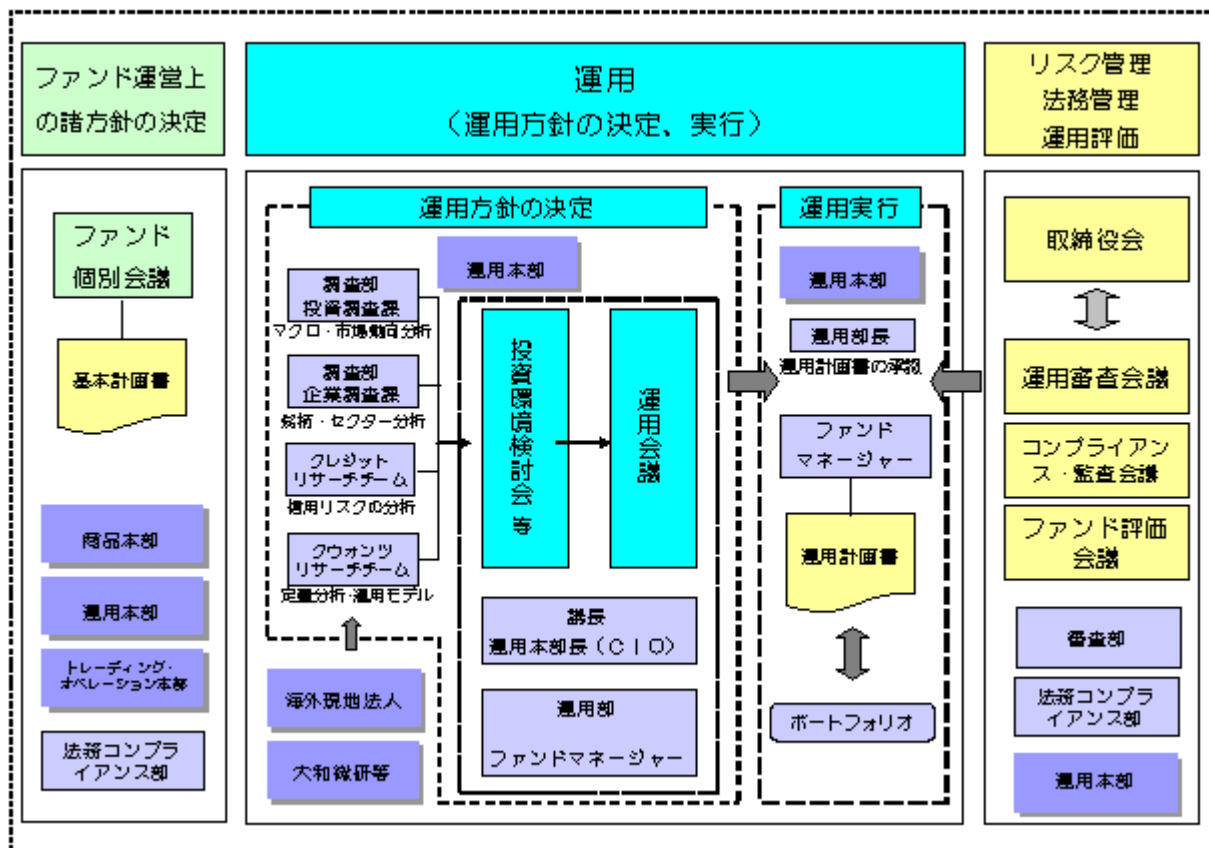 ファンド運営上
の諸方針の決定
ファンド
個別会議
基本計画書
商品本部
運用本部
トレーディング・
オペレーション本部
法務コンプラ
イアンス部
運用
（運用方針の決定、実行）
運用方針の決定
運用本部
調査部
投資調査課
マクロ・市場動向分析
調査部
企業調査課
銘柄・セクター分析
クレジット
リサーチチーム
信用リスクの分析
クウォンツ
リサーチチーム
定量分析・運用モデル
海外現地法人
大和総研等
投資環境検討会 等
運用会議
議長
運用本部長（ＣＩＯ）
運用部
ファンドマネージャー
運用実行
運用本部
運用部長
運用計画書の承認
ファンド
マネージャー
運用計画書
ポートフォリオ
リスク管理
法務管理
運用評価
取締役会
運用審査会議
コンプライアン
ス・監査会議
ファンド評価
会議
審査部
法務コンプラ
イアンス部
運用本部